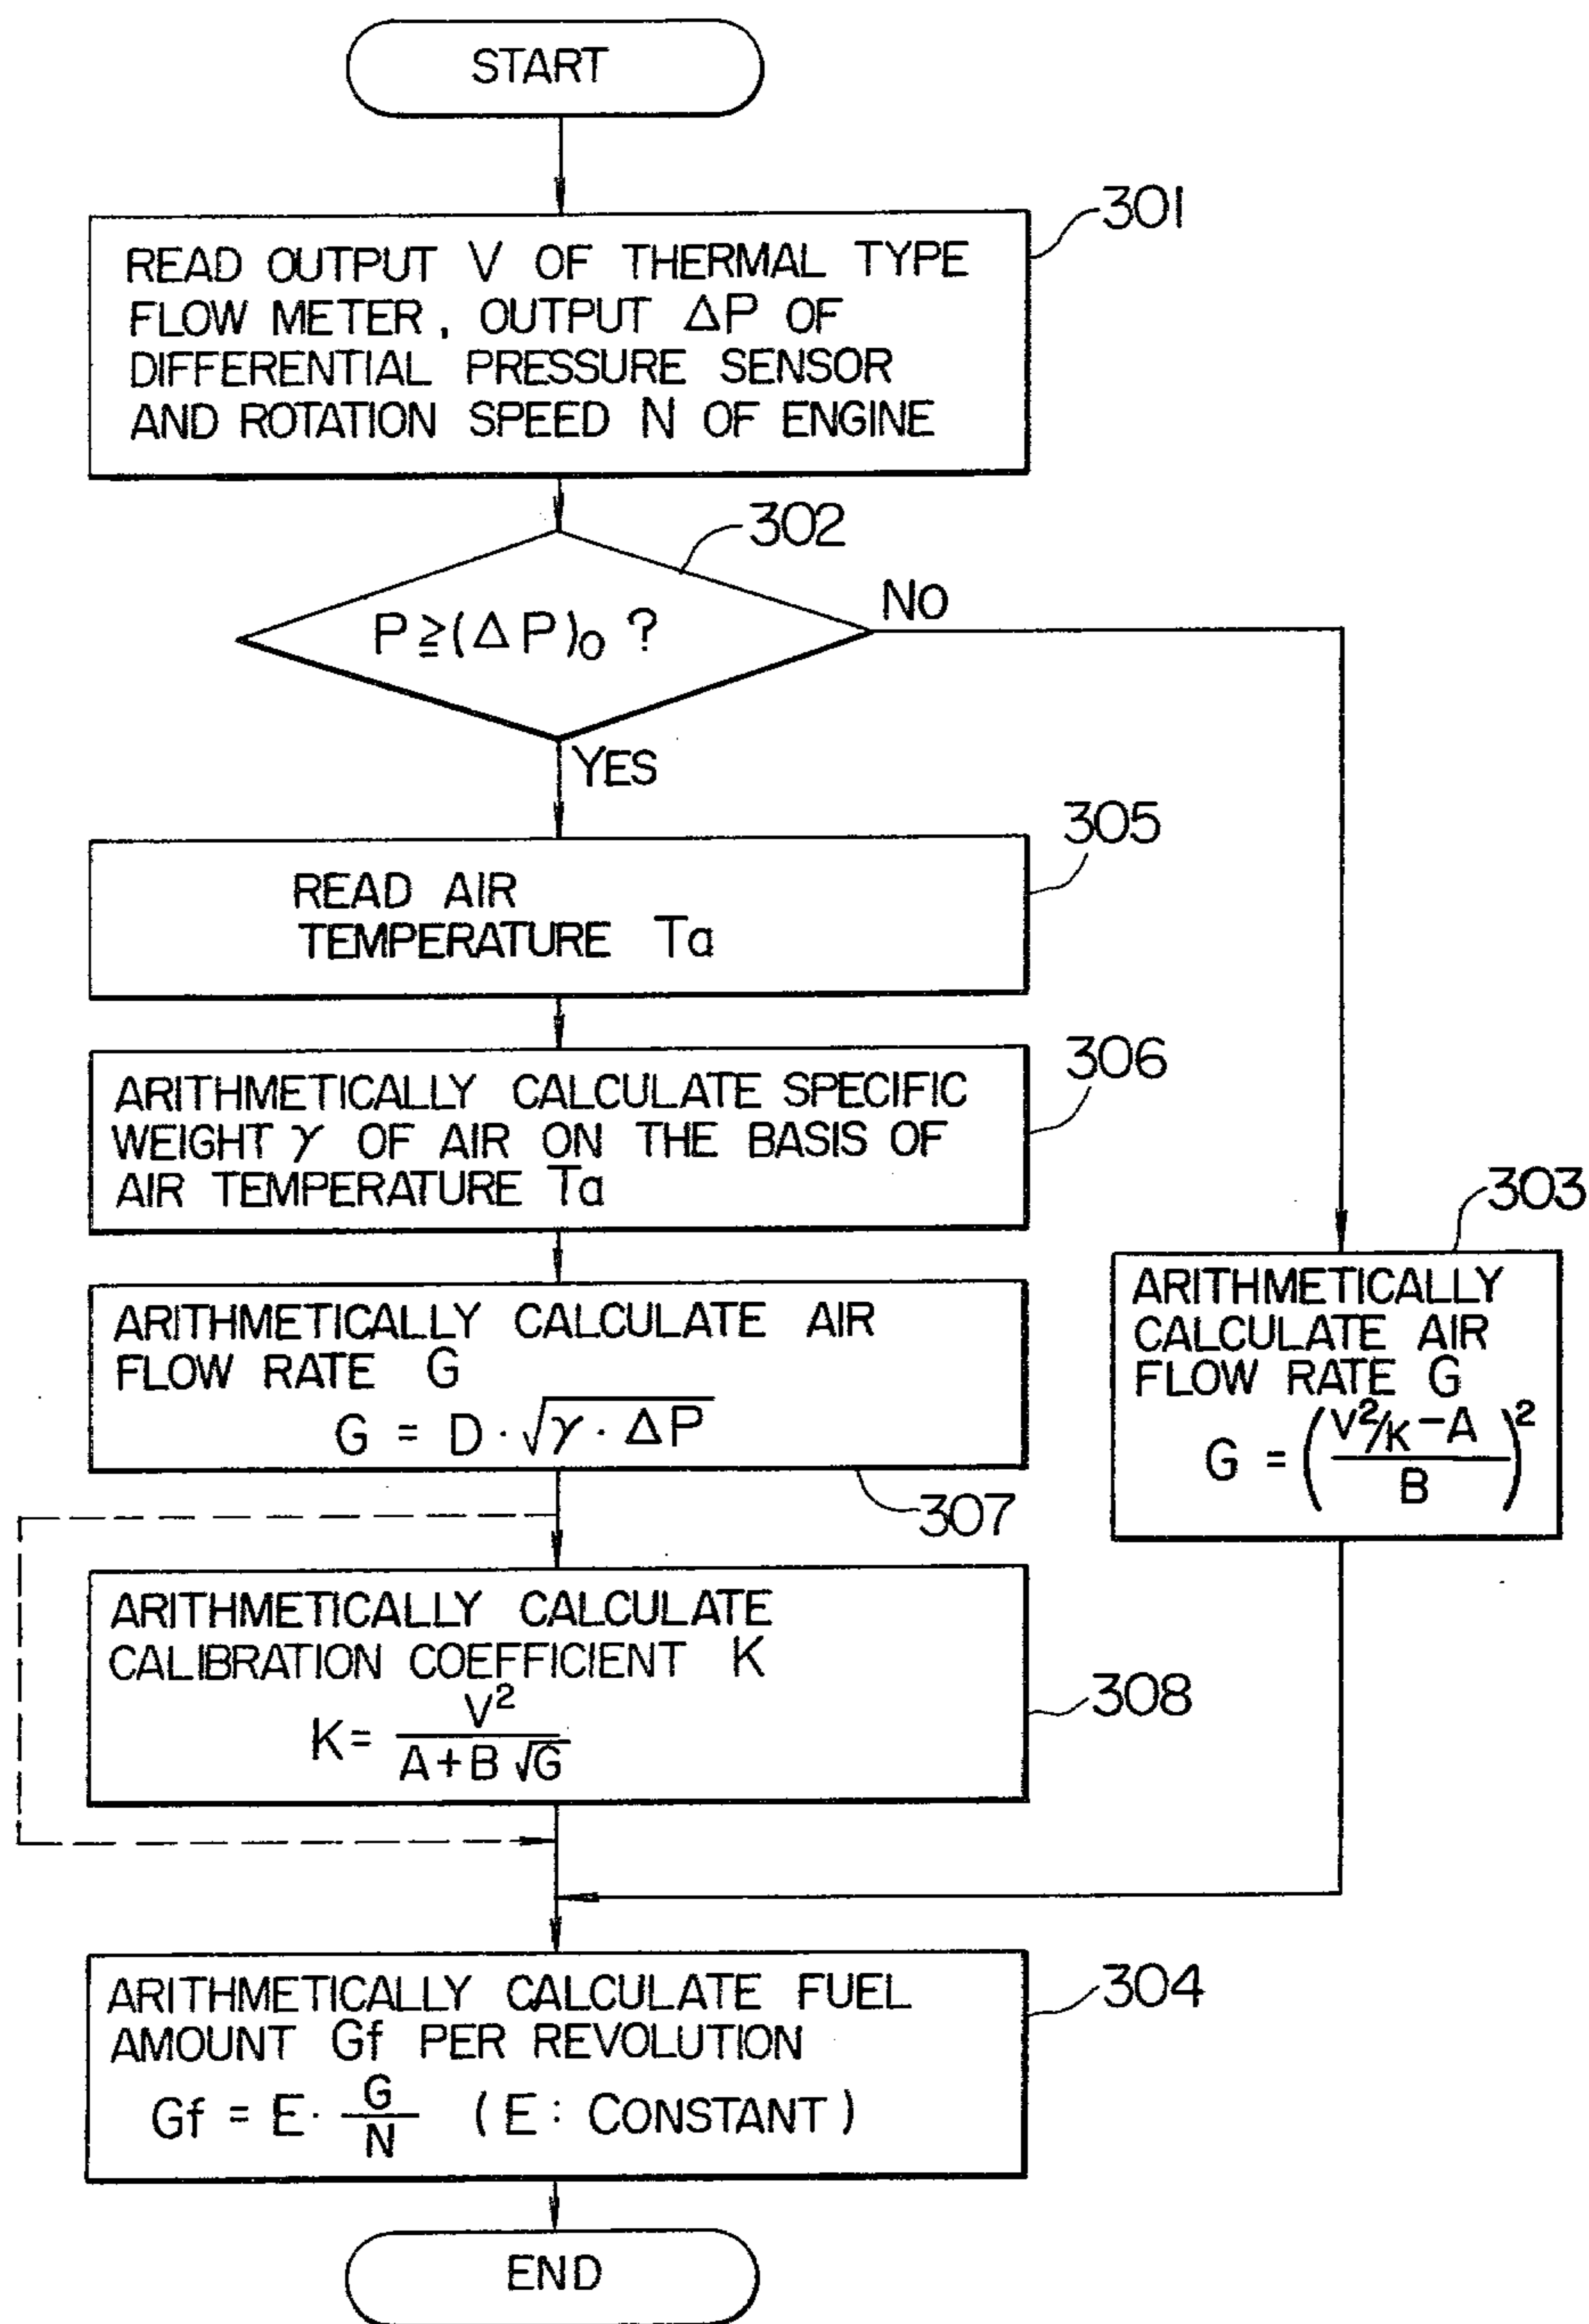 START
301
READ OUTPUT V OF THERMAL TYPE
FLOW METER, OUTPUT ΔP OF
DIFFERENTIAL PRESSURE SENSOR
AND ROTATION SPEED N OF ENGINE
302
P ≧ (ΔP)₀ ?
NO
YES
305
READ AIR
TEMPERATURE Ta
306
ARITHMETICALLY CALCULATE SPECIFIC
WEIGHT γ OF AIR ON THE BASIS OF
AIR TEMPERATURE Ta
303
ARITHMETICALLY
CALCULATE AIR
FLOW RATE G
G = ((V²/K - A)/B)²
ARITHMETICALLY CALCULATE AIR
FLOW RATE G
G = D · √(γ · ΔP)
307
ARITHMETICALLY CALCULATE
CALIBRATION COEFFICIENT K
K = V²/(A + B√G)
308
304
ARITHMETICALLY CALCULATE FUEL
AMOUNT Gf PER REVOLUTION
Gf = E · G/N (E : CONSTANT)
END